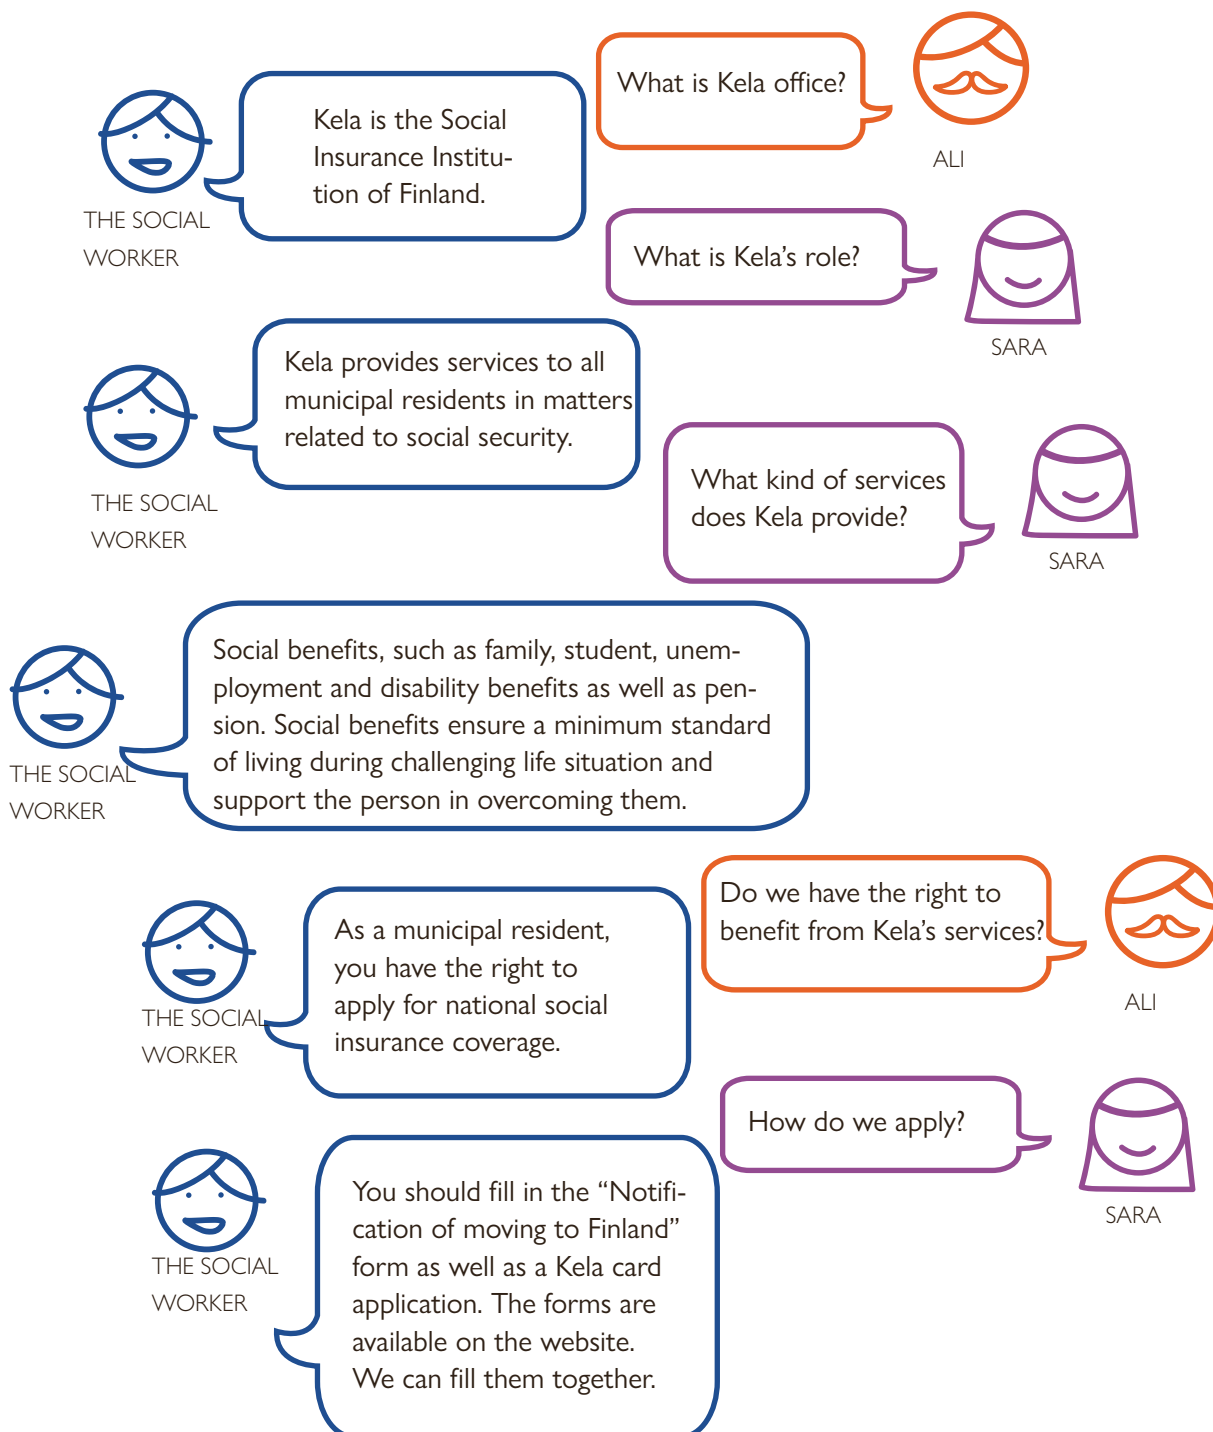 What is Kela office?
ALI
Kela is the Social
Insurance Institu-
tion of Finland.
THE SOCIAL
WORKER
What is Kela’s role?
SARA
Kela provides services to all
municipal residents in matters
related to social security.
THE SOCIAL
WORKER
What kind of services
does Kela provide?
SARA
Social benefits, such as family, student, unem-
ployment and disability benefits as well as pen-
sion. Social benefits ensure a minimum standard
of living during challenging life situation and
support the person in overcoming them.
THE SOCIAL
WORKER
Do we have the right to
benefit from Kela’s services?
ALI
As a municipal resident,
you have the right to
apply for national social
insurance coverage.
THE SOCIAL
WORKER
How do we apply?
SARA
You should fill in the “Notifi-
cation of moving to Finland”
form as well as a Kela card
application. The forms are
available on the website.
We can fill them together.
THE SOCIAL
WORKER